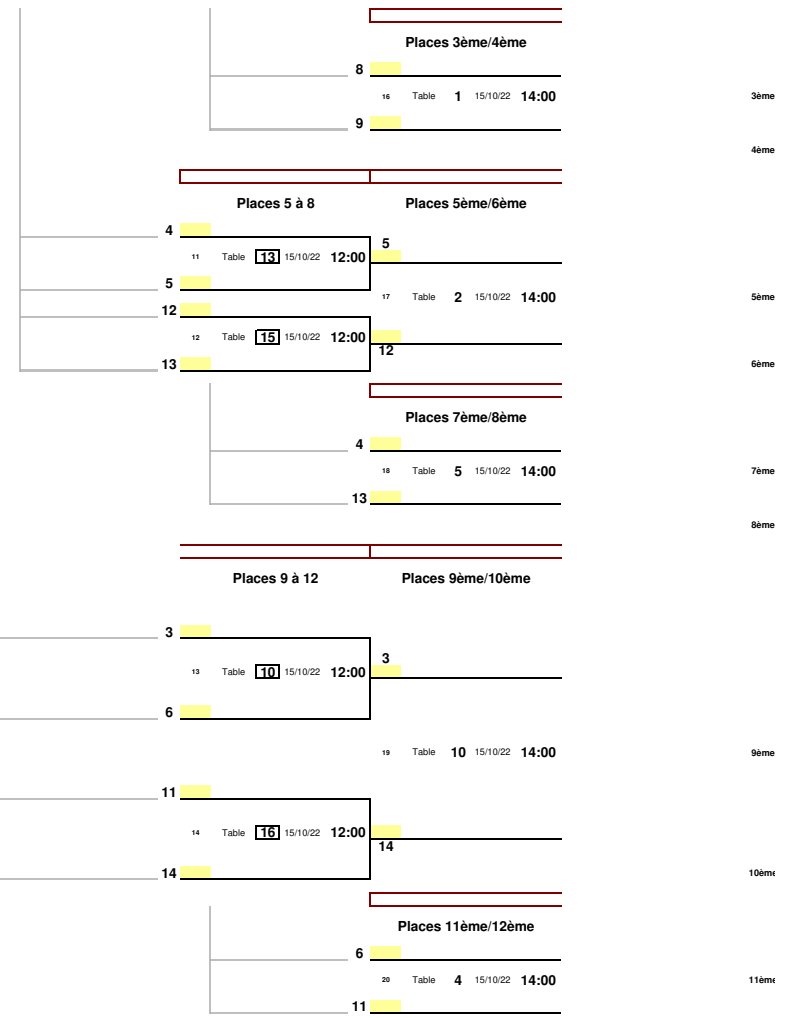 Places 3ème/4ème
8
16 Table 1 15/10/22 14:00 3ème
9
4ème
Places 5 à 8 Places 5ème/6ème
4
5
11 Table 13 15/10/22 12:00
5
17 Table 2 15/10/22 14:00 5ème
12
12 Table 15 15/10/22 12:00
12
13 6ème
Places 7ème/8ème
4
18 Table 5 15/10/22 14:00 7ème
13
8ème
Places 9 à 12 Places 9ème/10ème
3
3
13 Table 10 15/10/22 12:00
6
19 Table 10 15/10/22 14:00 9ème
11
14 Table 16 15/10/22 12:00
14
14 10ème
Places 11ème/12ème
6
20 Table 4 15/10/22 14:00 11ème
11